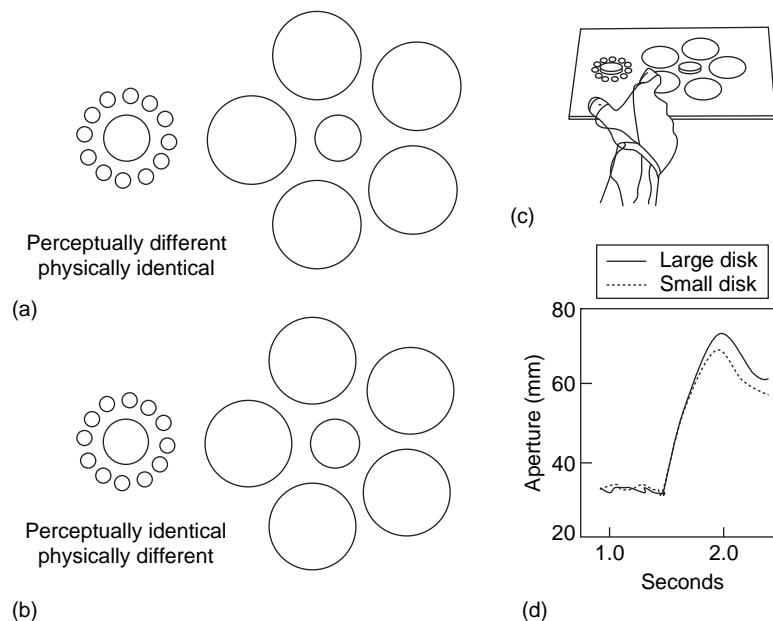 (a)
Perceptually different
physically identical
(b)
Perceptually identical
physically different
(c)
Large disk
Small disk
80
60
40
20
Aperture (mm)
1.0
2.0
Seconds
(d)